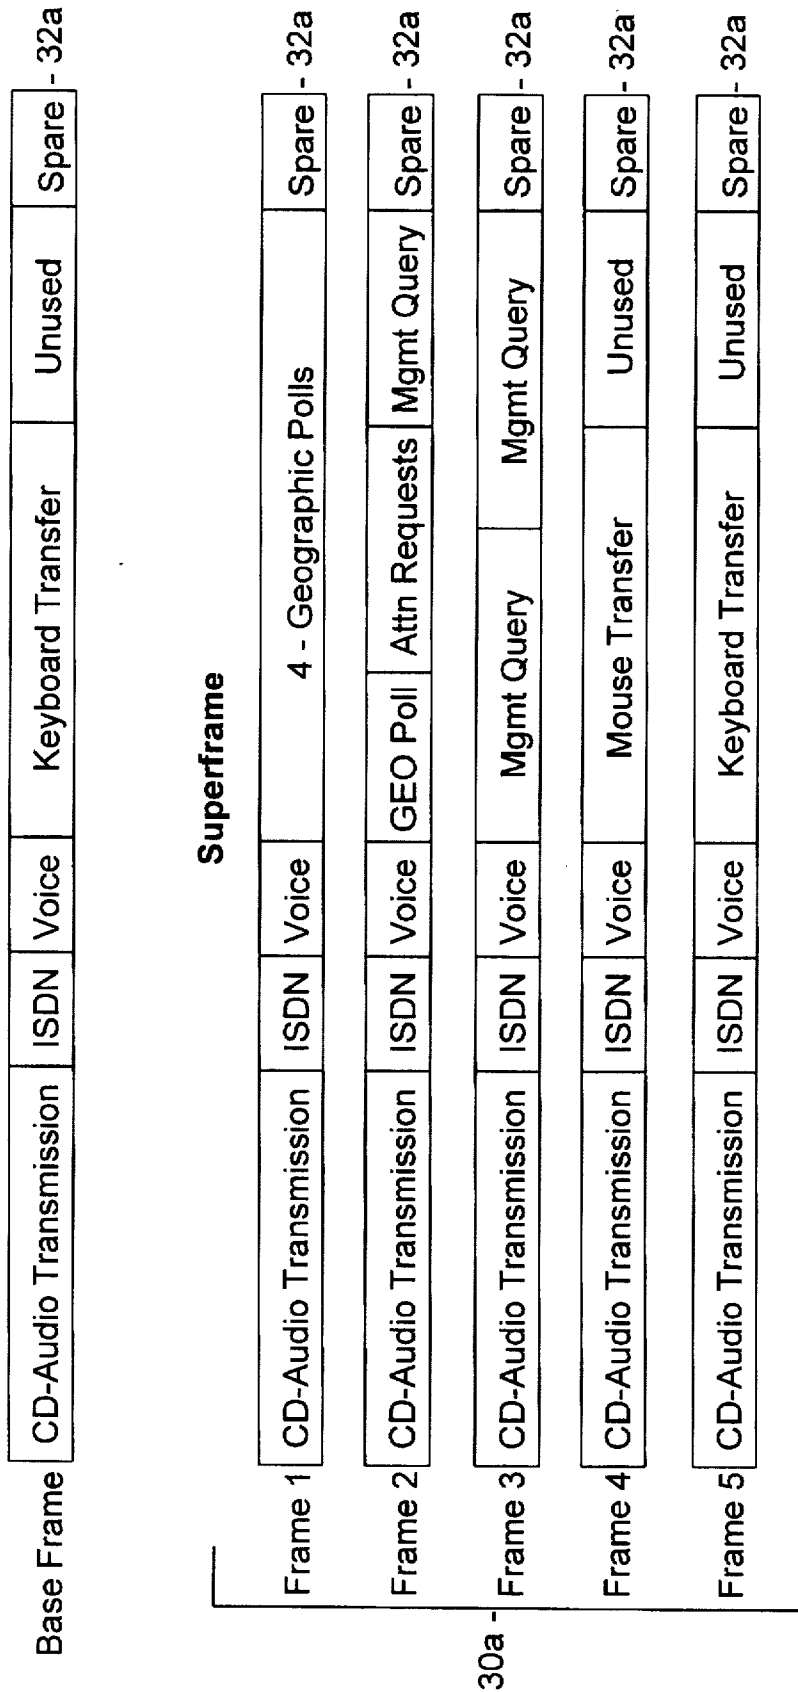 Base Frame CD-Audio Transmission ISDN Voice Keyboard Transfer Unused Spare - 32a
Superframe
Frame 1 CD-Audio Transmission ISDN Voice 4 - Geographic Polls Spare - 32a
Frame 2 CD-Audio Transmission ISDN Voice GEO Poll Attn Requests Mgmt Query Spare - 32a
30a - Frame 3 CD-Audio Transmission ISDN Voice Mgmt Query Mgmt Query Spare - 32a
Frame 4 CD-Audio Transmission ISDN Voice Mouse Transfer Unused Spare - 32a
Frame 5 CD-Audio Transmission ISDN Voice Keyboard Transfer Unused Spare - 32a